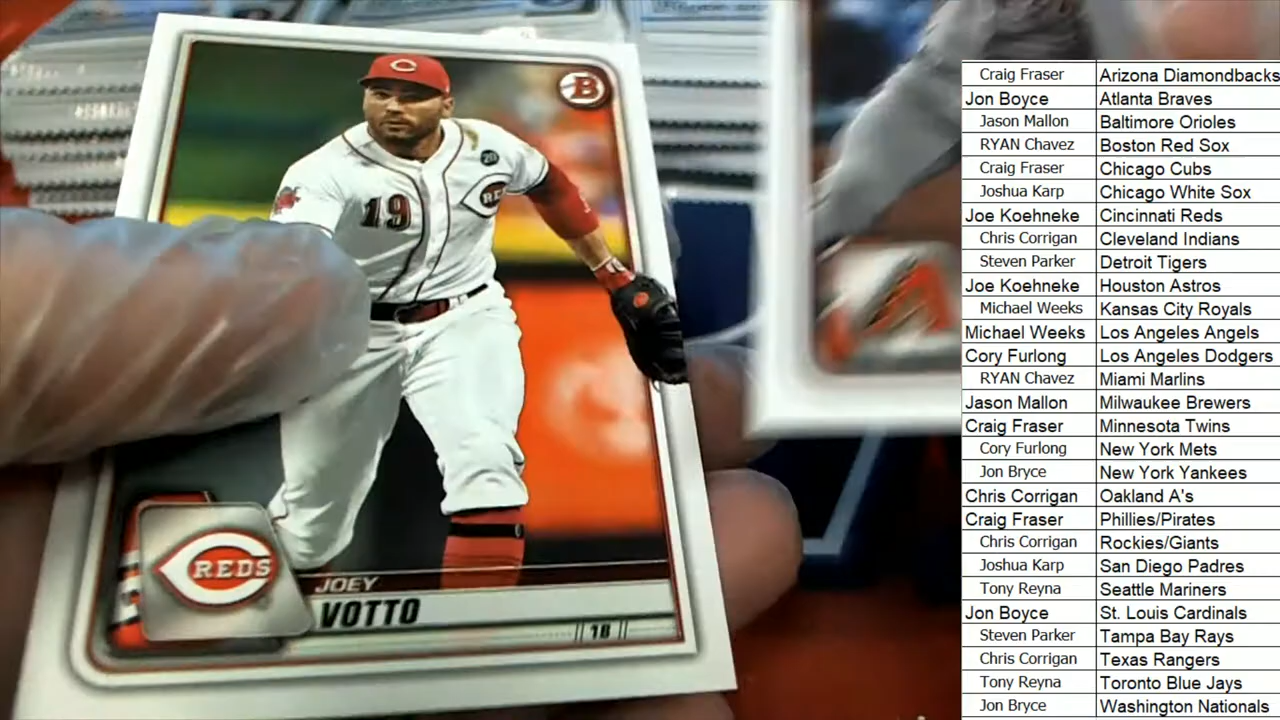 C
B
20
RE
19
REDS
JOEY
VOTTO
1B
A
Craig Fraser Arizona Diamondbacks
Jon Boyce Atlanta Braves
Jason Mallon Baltimore Orioles
RYAN Chavez Boston Red Sox
Craig Fraser Chicago Cubs
Joshua Karp Chicago White Sox
Joe Koehneke Cincinnati Reds
Chris Corrigan Cleveland Indians
Steven Parker Detroit Tigers
Joe Koehneke Houston Astros
Michael Weeks Kansas City Royals
Michael Weeks Los Angeles Angels
Cory Furlong Los Angeles Dodgers
RYAN Chavez Miami Marlins
Jason Mallon Milwaukee Brewers
Craig Fraser Minnesota Twins
Cory Furlong New York Mets
Jon Bryce New York Yankees
Chris Corrigan Oakland A's
Craig Fraser Phillies/Pirates
Chris Corrigan Rockies/Giants
Joshua Karp San Diego Padres
Tony Reyna Seattle Mariners
Jon Boyce St. Louis Cardinals
Steven Parker Tampa Bay Rays
Chris Corrigan Texas Rangers
Tony Reyna Toronto Blue Jays
Jon Bryce Washington Nationals